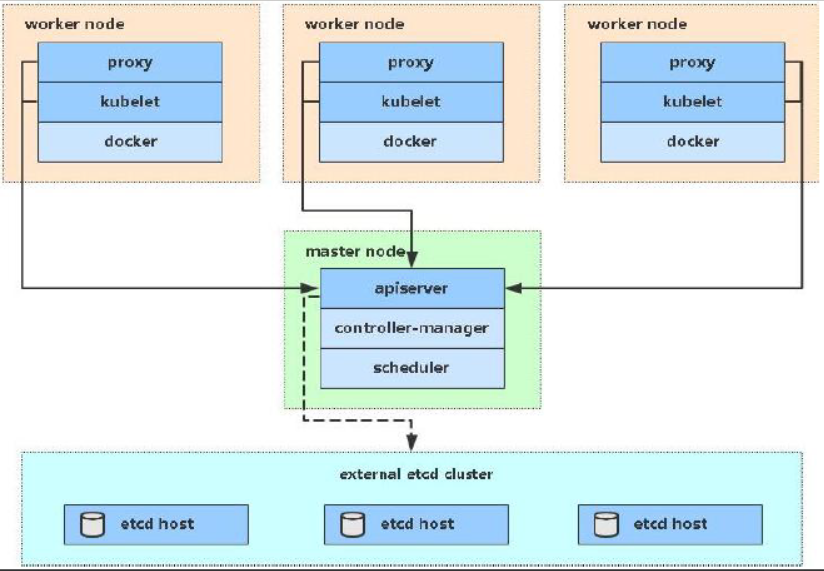 worker node
proxy
kubelet
docker
worker node
proxy
kubelet
docker
worker node
proxy
kubelet
docker
master node
apiserver
controller-manager
scheduler
external etcd cluster
etcd host
etcd host
etcd host